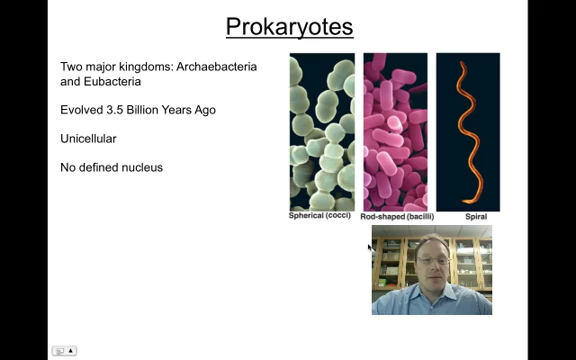 Prokaryotes
Two major kingdoms: Archaebacteria
and Eubacteria
Evolved 3.5 Billion Years Ago
Unicellular
No defined nucleus
Spherical (cocci)
Rod-shaped (bacilli)
Spiral